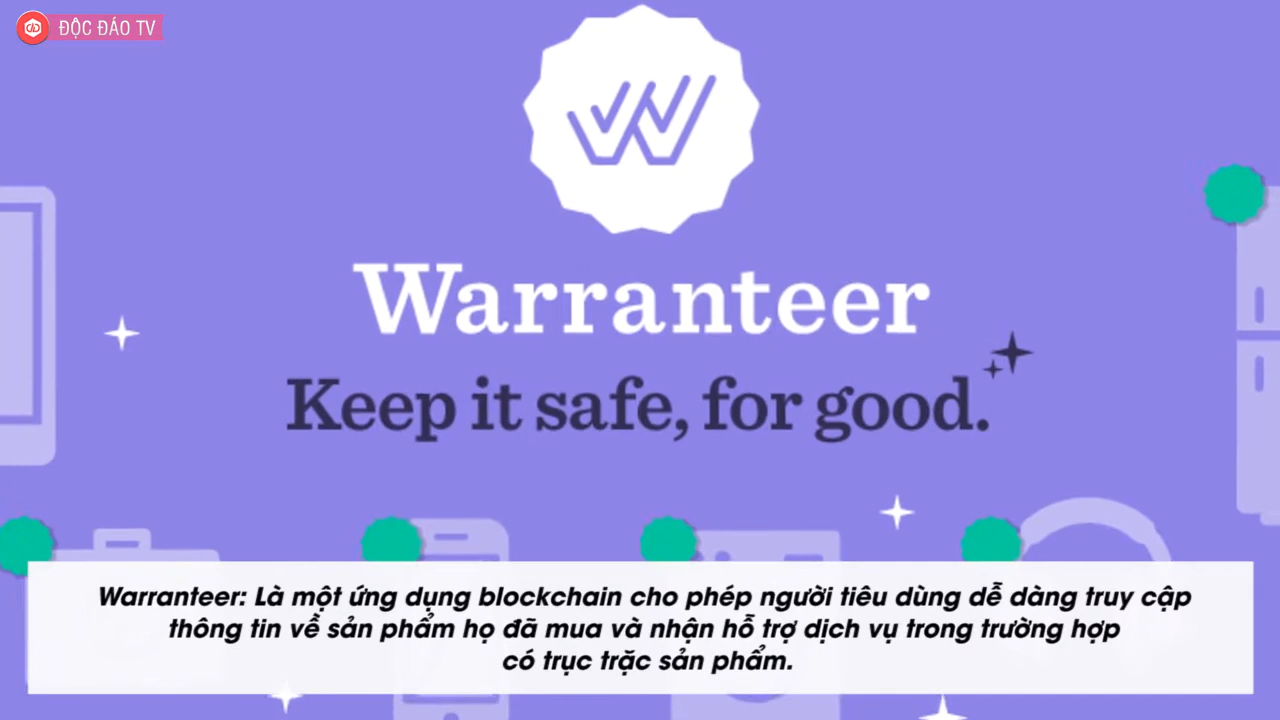 ĐỘC ĐÁO TV
Warranteer
Keep it safe, for good.
Warranteer: Là một ứng dụng blockchain cho phép người tiêu dùng dễ dàng truy cập
thông tin về sản phẩm họ đã mua và nhận hỗ trợ dịch vụ trong trường hợp
có trục trặc sản phẩm.